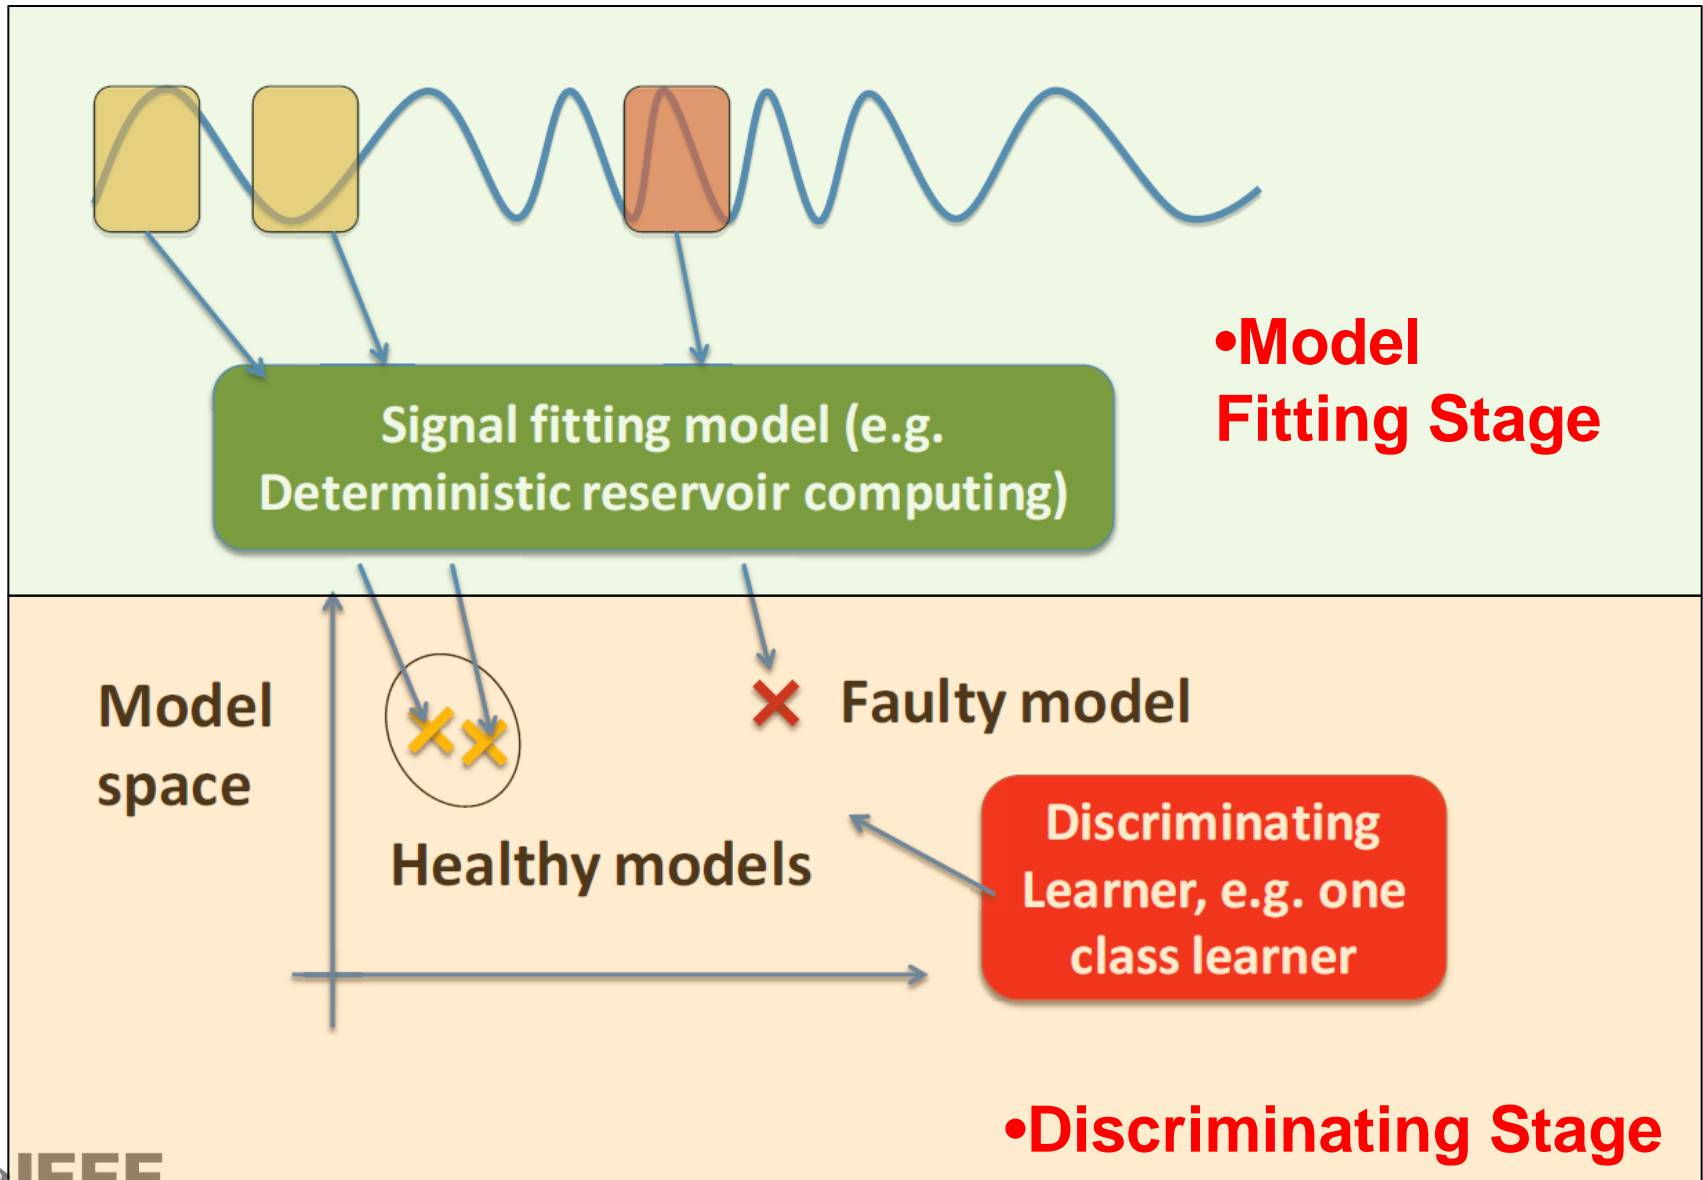 •Model
Fitting Stage
Signal fitting model (e.g.
Deterministic reservoir computing)
Model
space
Faulty model
Healthy models
Discriminating
Learner, e.g. one
class learner
•Discriminating Stage
IEEE